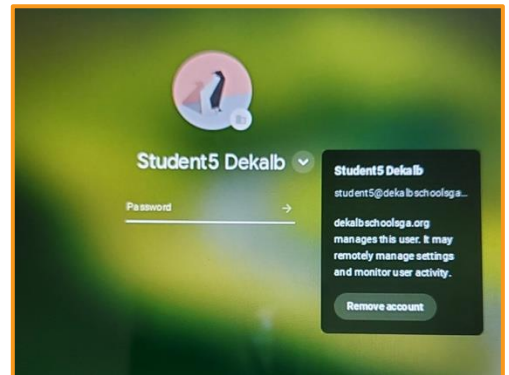 Student5 Dekalb
Password
Student5 Dekalb
student5@dekalbschoolsga...
dekalbschoolsga.org
manages this user. It may
remotely manage settings
and monitor user activity.
Remove account